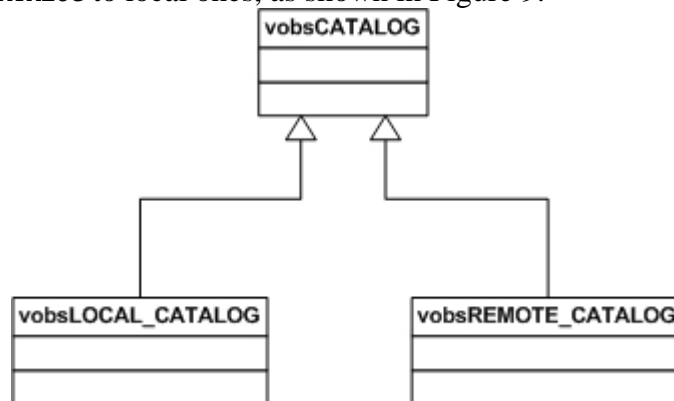 to local ones, as shown in Figure 9.
vobsCATALOG
vobsLOCAL_CATALOG
vobsREMOTE_CATALOG